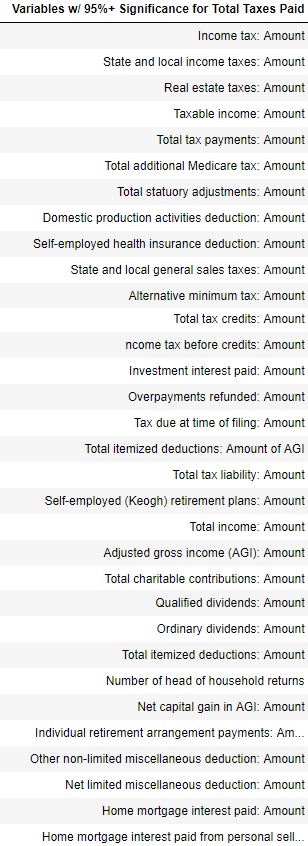 Variables w/ 95%+ Significance for Total Taxes Paid
Income tax: Amount
State and local income taxes: Amount
Real estate taxes: Amount
Taxable income: Amount
Total tax payments: Amount
Total additional Medicare tax: Amount
Total statuory adjustments: Amount
Domestic production activities deduction: Amount
Self-employed health insurance deduction: Amount
State and local general sales taxes: Amount
Alternative minimum tax: Amount
Total tax credits: Amount
ncome tax before credits: Amount
Investment interest paid: Amount
Overpayments refunded: Amount
Tax due at time of filing: Amount
Total itemized deductions: Amount of AGI
Total tax liability: Amount
Self-employed (Keogh) retirement plans: Amount
Total income: Amount
Adjusted gross income (AGI): Amount
Total charitable contributions: Amount
Qualified dividends: Amount
Ordinary dividends: Amount
Total itemized deductions: Amount
Number of head of household returns
Net capital gain in AGI: Amount
Individual retirement arrangement payments: Am...
Other non-limited miscellaneous deduction: Amount
Net limited miscellaneous deduction: Amount
Home mortgage interest paid: Amount
Home mortgage interest paid from personal sell...